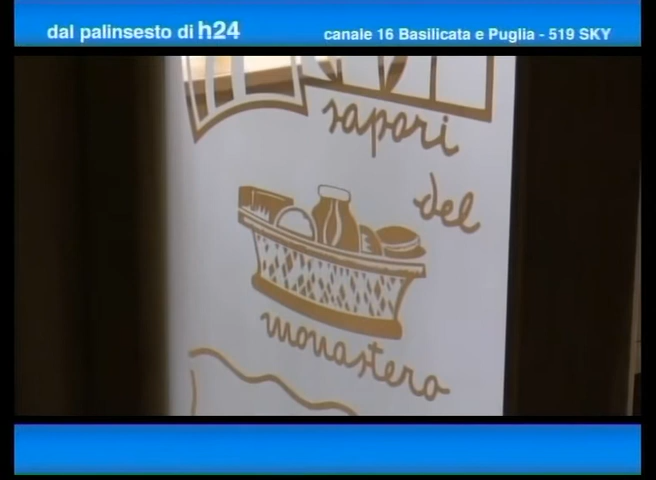 dal palinsesto di h24
canale 16 Basilicata e Puglia - 519 SKY
sapori
del
monastero